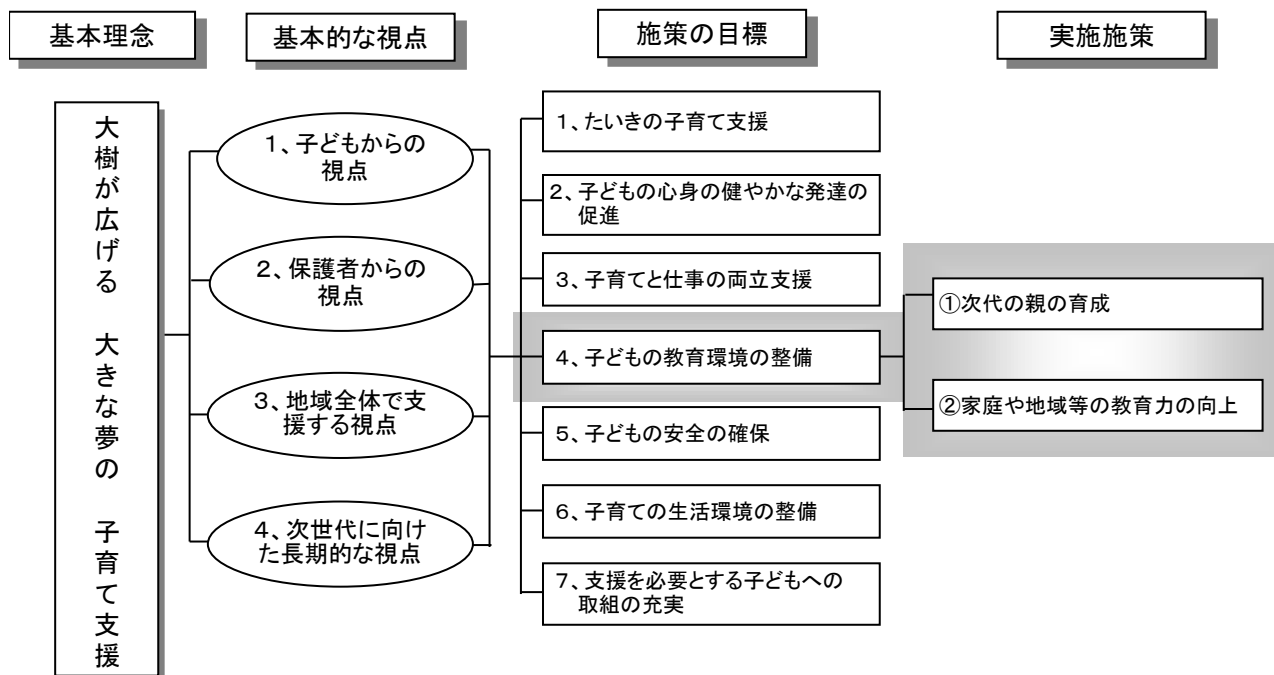 基本理念
基本的な視点
施策の目標
実施施策
大樹が広げる 大きな夢の 子育て支援
1、子どもからの
視点
2、保護者からの
視点
3、地域全体で支
援する視点
4、次世代に向け
た長期的な視点
1、たいきの子育て支援
2、子どもの心身の健やかな発達の
促進
3、子育てと仕事の両立支援
4、子どもの教育環境の整備
5、子どもの安全の確保
6、子育ての生活環境の整備
7、支援を必要とする子どもへの
取組の充実
①次代の親の育成
②家庭や地域等の教育力の向上